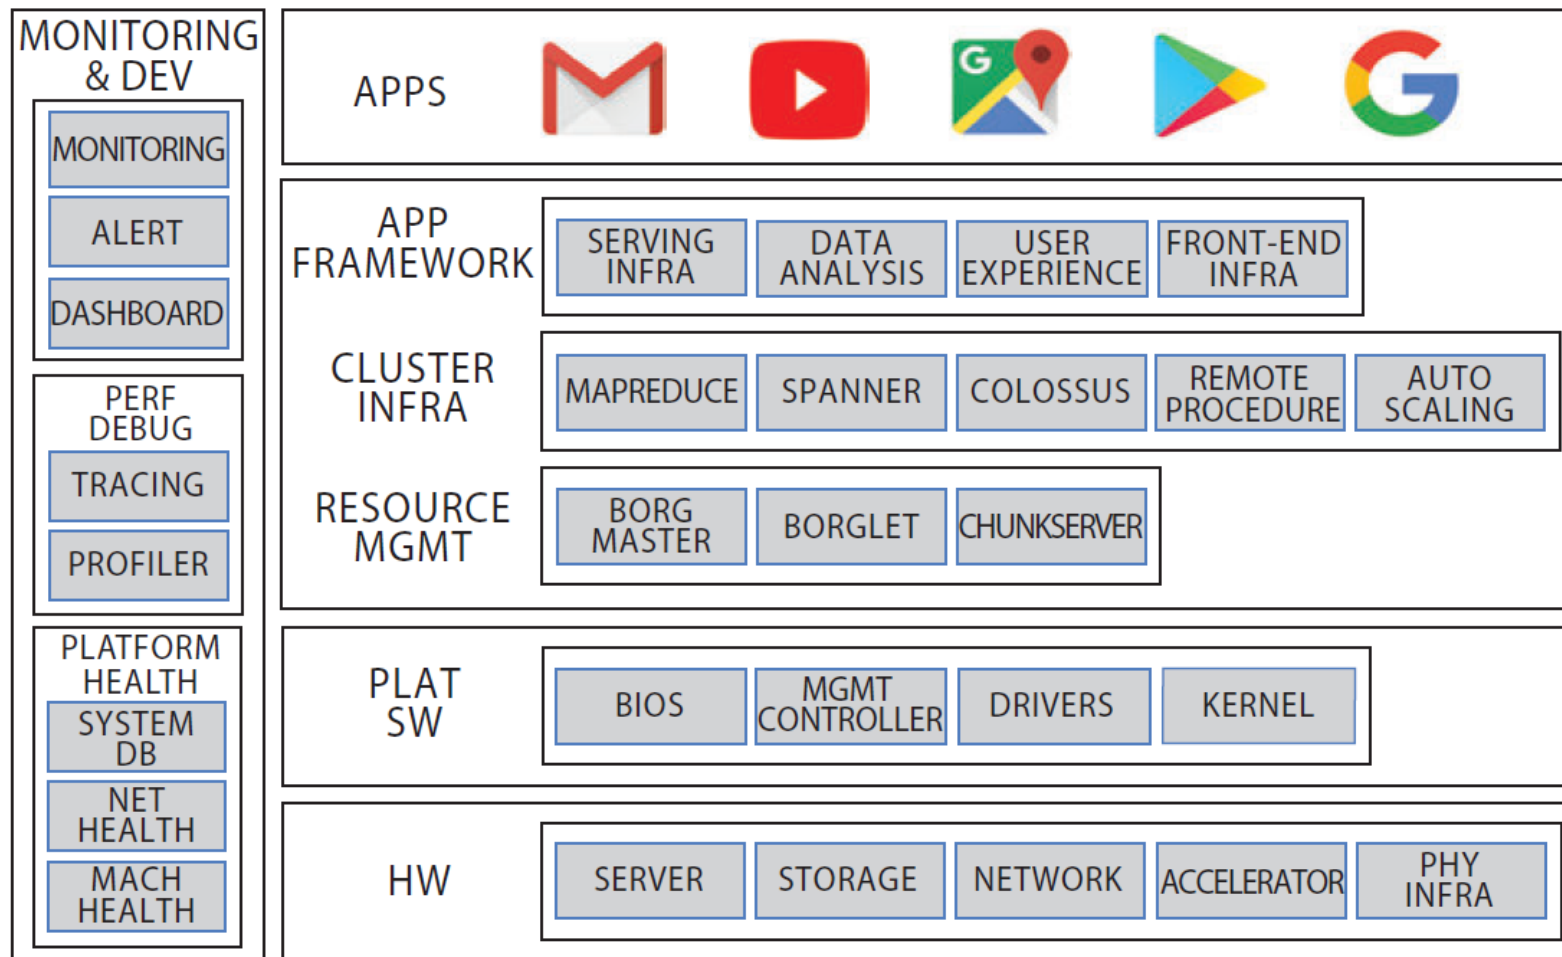 MONITORING
& DEV
MONITORING
ALERT
DASHBOARD
PERF
DEBUG
TRACING
PROFILER
PLATFORM
HEALTH
SYSTEM
DB
NET
HEALTH
MACH
HEALTH
APPS
G
APP
FRAMEWORK
SERVING
INFRA
DATA
ANALYSIS
USER
EXPERIENCE
FRONT-END
INFRA
CLUSTER
INFRA
MAPREDUCE
SPANNER
COLOSSUS
REMOTE
PROCEDURE
AUTO
SCALING
RESOURCE
MGMT
BORG
MASTER
BORGLET
CHUNKSERVER
PLAT
SW
BIOS
MGMT
CONTROLLER
DRIVERS
KERNEL
HW
SERVER
STORAGE
NETWORK
ACCELERATOR
PHY
INFRA